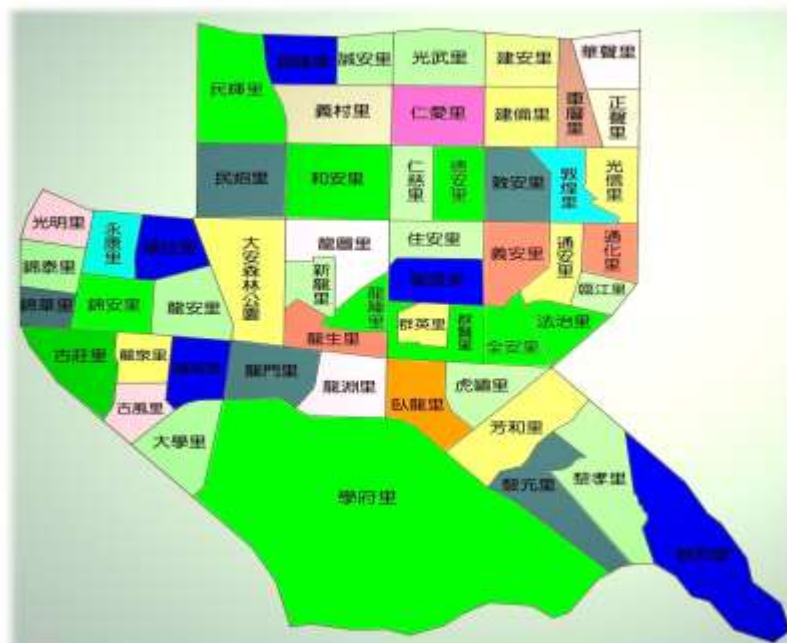 華聲里
誠安里
光武里
建安里
民輝里
車層里
正聲里
義村里
仁愛里
建倫里
民炤里
和安里
仁慈里
德安里
敦安里
敦煌里
光信里
光明里
永康里
大安森林公園
龍圖里
住安里
義安里
通安里
通化里
錦泰里
新龍里
臨江里
錦華里
錦安里
龍安里
龍陣里
群英里
群賢里
法治里
全安里
龍生里
古莊里
龍泉里
龍門里
龍淵里
臥龍里
虎嘯里
古風里
芳和里
大學里
黎元里
黎孝里
學府里